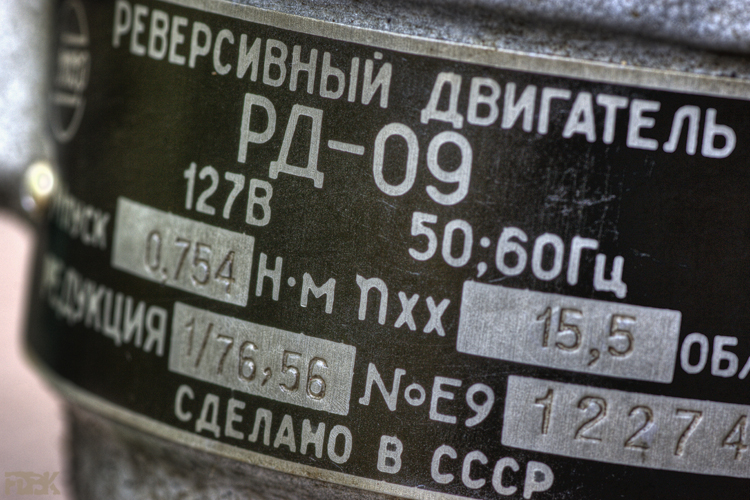 РЕВЕРСИВНЫЙ ДВИГАТЕЛЬ
РД-09
127В 50;60Гц
0,754 Н·м nхх 15,5
РЕДУКЦИЯ 1/76,56 №Е9 12274
СДЕЛАНО В СССР